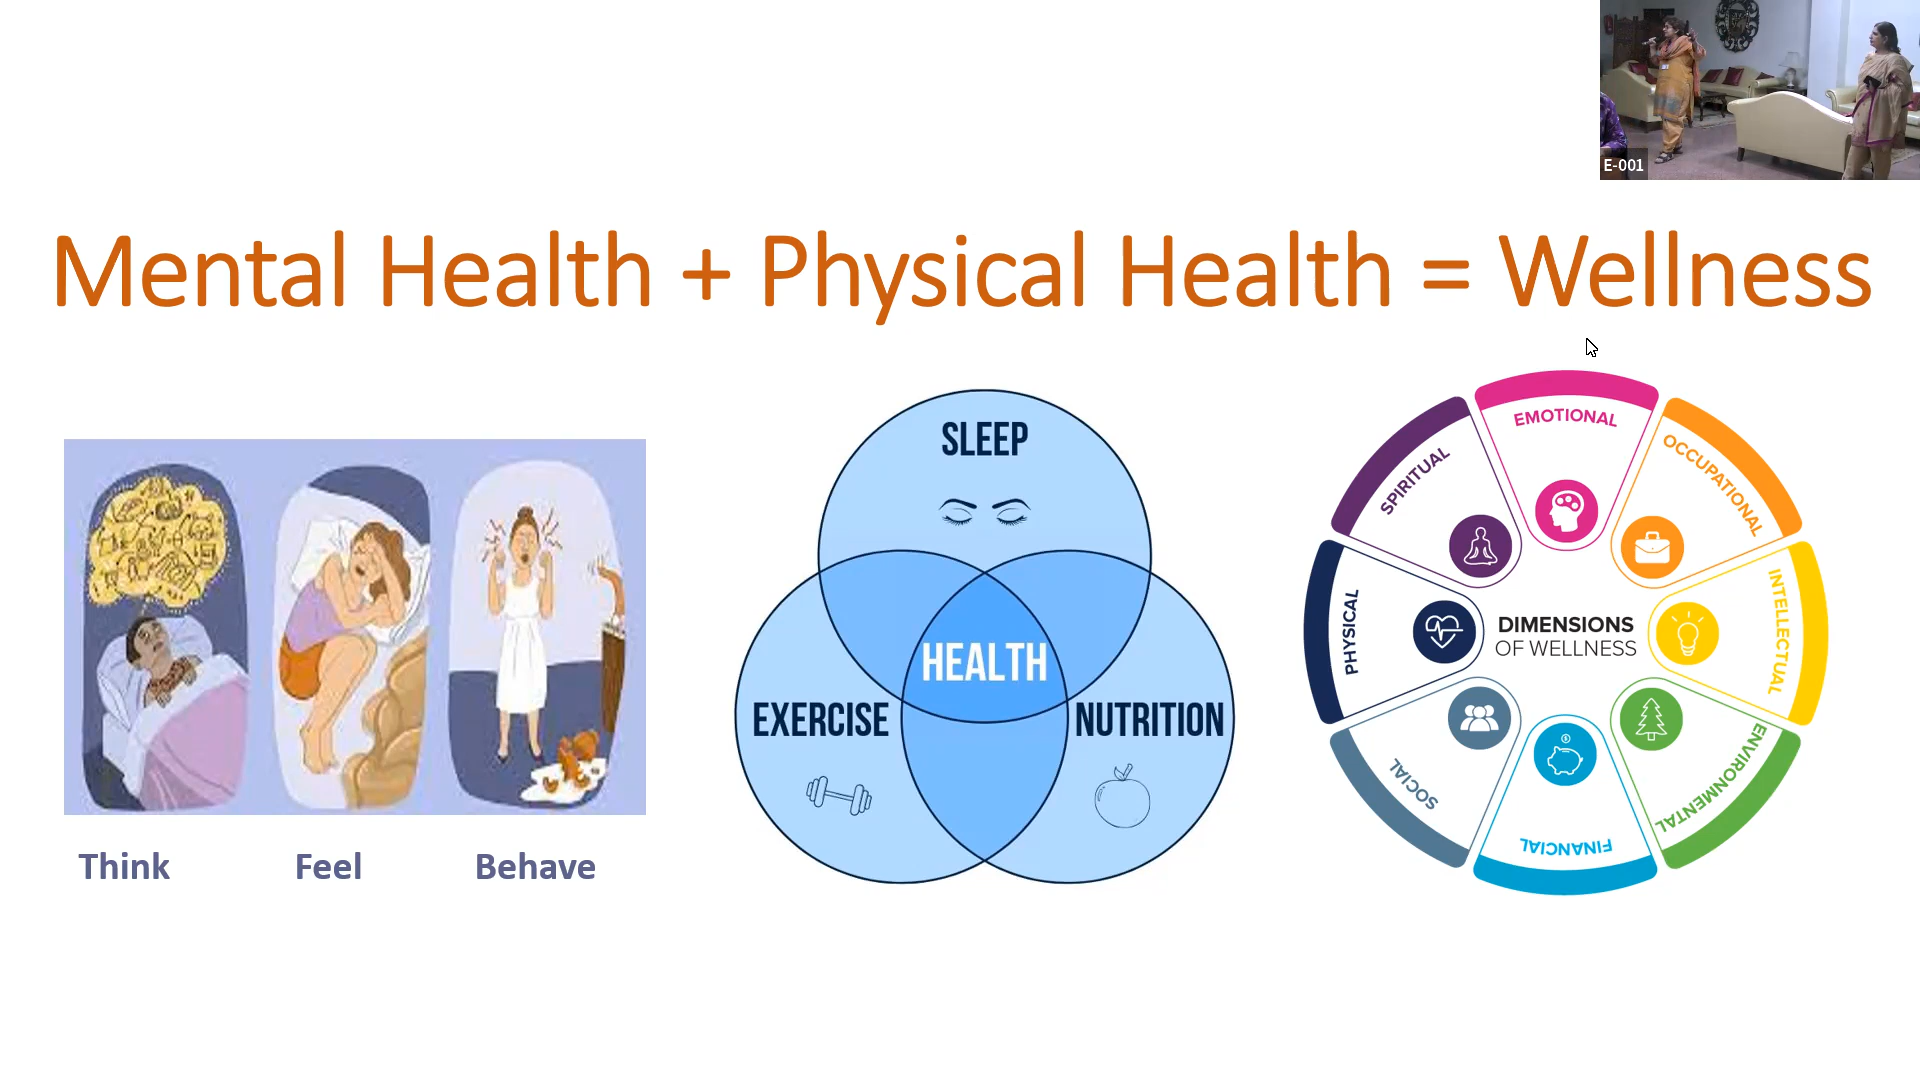 E-001
Mental Health + Physical Health = Wellness
Think
Feel
Behave
SLEEP
HEALTH
EXERCISE
NUTRITION
EMOTIONAL
OCCUPATIONAL
INTELLECTUAL
ENVIRONMENTAL
FINANCIAL
SOCIAL
PHYSICAL
SPIRITUAL
DIMENSIONS
OF WELLNESS